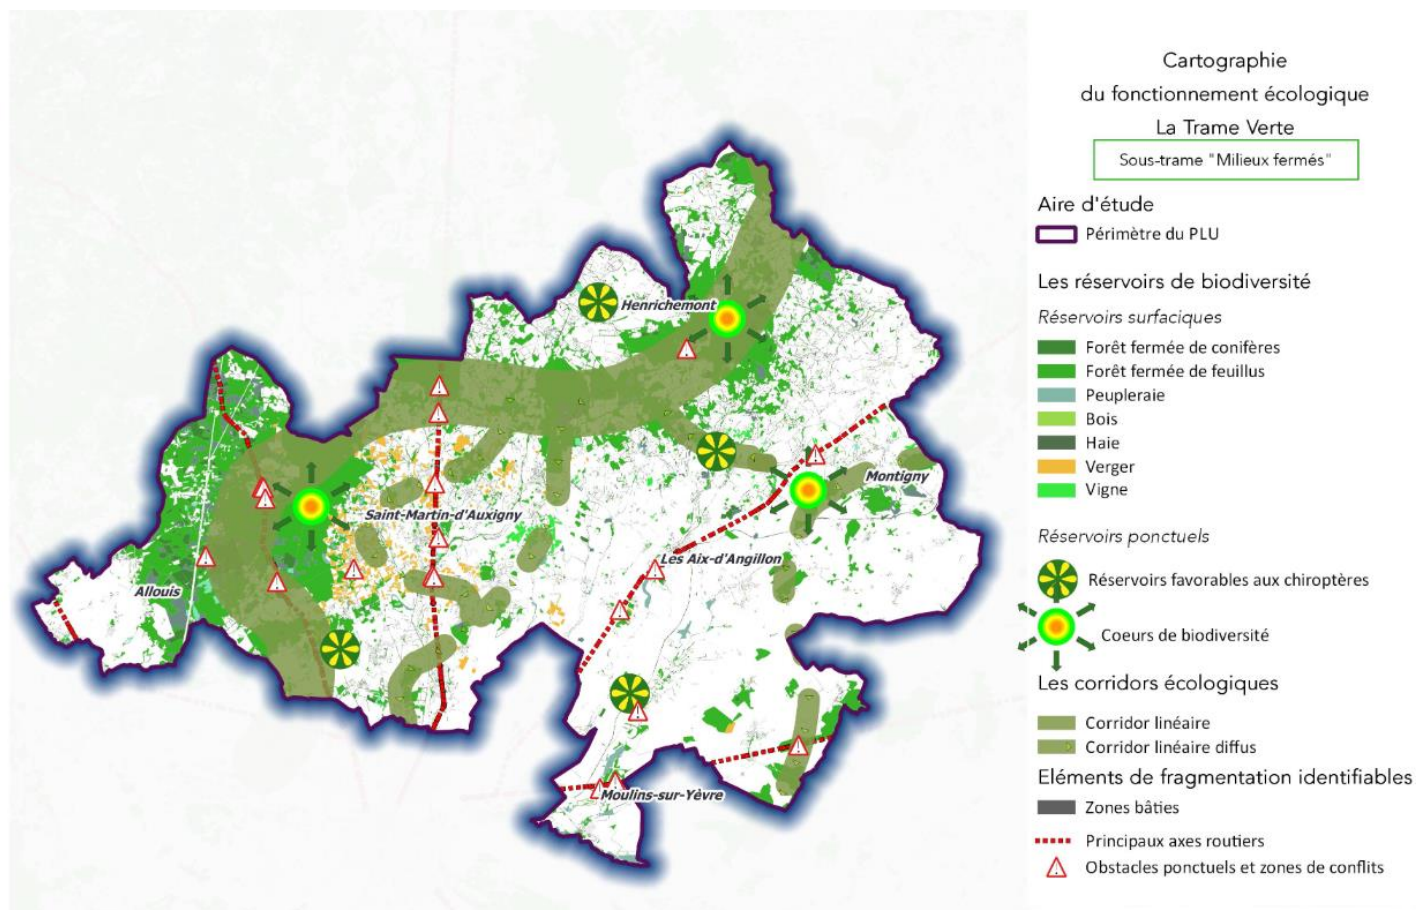 Cartographie
du fonctionnement écologique
La Trame Verte
Sous-trame "Milieux fermés"
Aire d'étude
Périmètre du PLU
Les réservoirs de biodiversité
Réservoirs surfaciques
Forêt fermée de conifères
Forêt fermée de feuillus
Peupleraie
Bois
Haie
Verger
Vigne
Réservoirs ponctuels
Réservoirs favorables aux chiroptères
Coeurs de biodiversité
Les corridors écologiques
Corridor linéaire
Corridor linéaire diffus
Eléments de fragmentation identifiables
Zones bâties
Principaux axes routiers
Obstacles ponctuels et zones de conflits
Henrichemont
Montigny
Saint-Martin-d'Auxigny
Les Aix-d'Angillon
Allouis
Moulins-sur-Yèvre